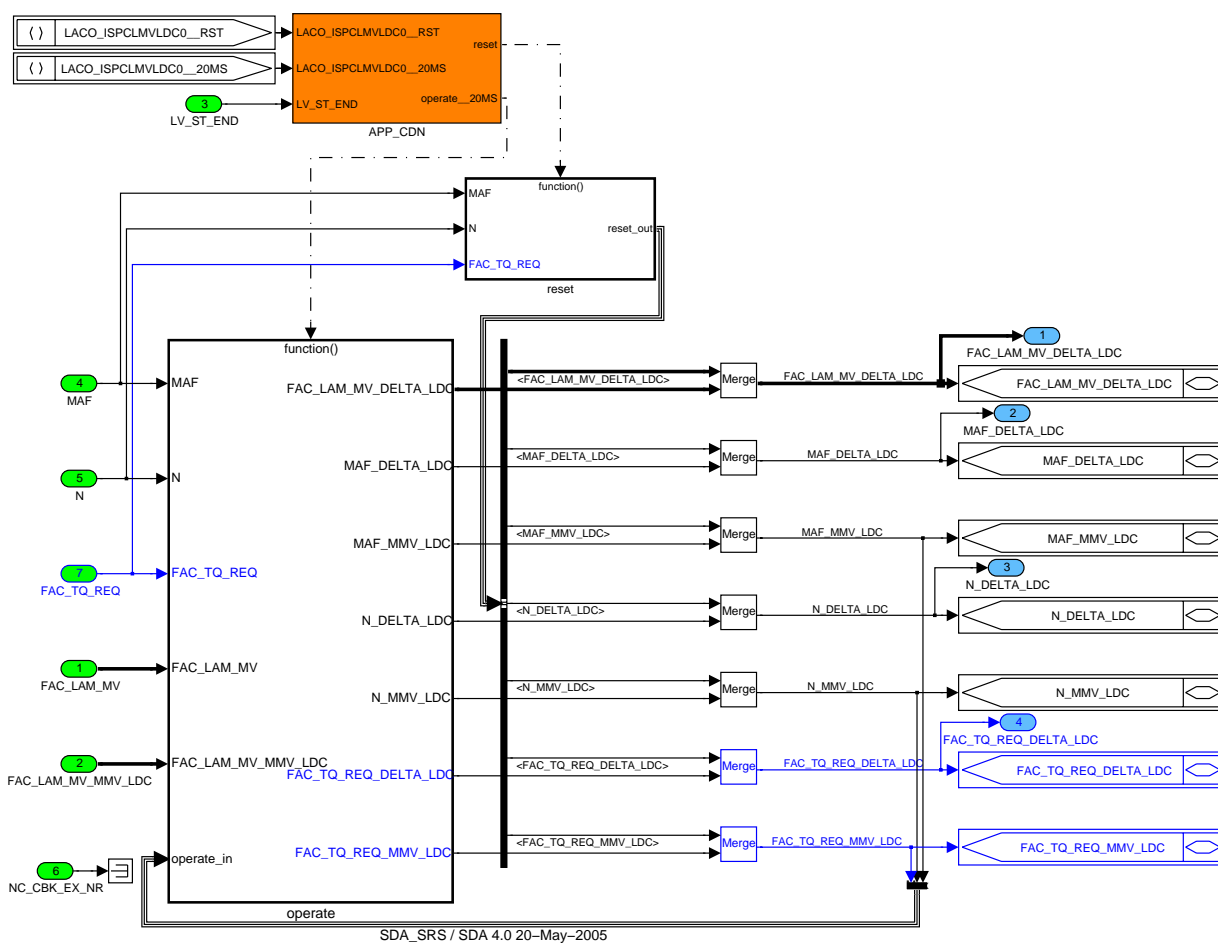 ( ) LACO_ISPCLMVLDC0__RST
( ) LACO_ISPCLMVLDC0__20MS
3
LV_ST_END
LACO_ISPCLMVLDC0__RST
LACO_ISPCLMVLDC0__20MS
LV_ST_END
reset
operate__20MS
APP_CDN
function()
MAF
N
FAC_TQ_REQ
reset_out
reset
4
MAF
5
N
7
FAC_TQ_REQ
1
FAC_LAM_MV
2
FAC_LAM_MV_MMV_LDC
6
NC_CBK_EX_NR
function()
MAF
N
FAC_TQ_REQ
FAC_LAM_MV
FAC_LAM_MV_MMV_LDC
operate_in
FAC_LAM_MV_DELTA_LDC
MAF_DELTA_LDC
MAF_MMV_LDC
N_DELTA_LDC
N_MMV_LDC
FAC_TQ_REQ_DELTA_LDC
FAC_TQ_REQ_MMV_LDC
operate
<FAC_LAM_MV_DELTA_LDC>
Merge
FAC_LAM_MV_DELTA_LDC
1
FAC_LAM_MV_DELTA_LDC
FAC_LAM_MV_DELTA_LDC
<MAF_DELTA_LDC>
Merge
MAF_DELTA_LDC
2
MAF_DELTA_LDC
MAF_DELTA_LDC
<MAF_MMV_LDC>
Merge
MAF_MMV_LDC
MAF_MMV_LDC
<N_DELTA_LDC>
Merge
N_DELTA_LDC
3
N_DELTA_LDC
N_DELTA_LDC
<N_MMV_LDC>
Merge
N_MMV_LDC
N_MMV_LDC
<FAC_TQ_REQ_DELTA_LDC>
Merge
FAC_TQ_REQ_DELTA_LDC
4
FAC_TQ_REQ_DELTA_LDC
FAC_TQ_REQ_DELTA_LDC
<FAC_TQ_REQ_MMV_LDC>
Merge
FAC_TQ_REQ_MMV_LDC
FAC_TQ_REQ_MMV_LDC
SDA_SRS / SDA 4.0 20−May−2005